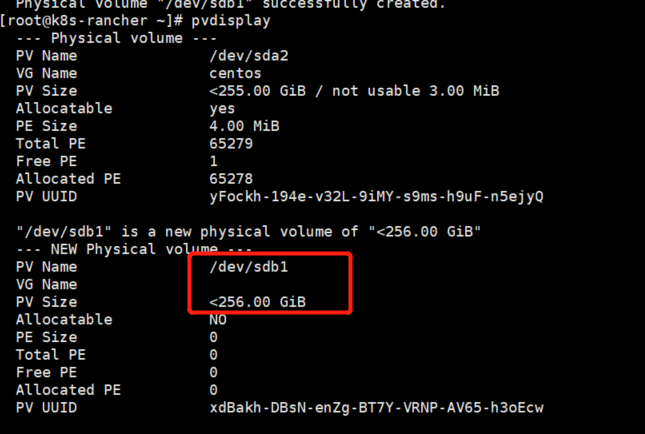 Physical volume "/dev/sdb1" successfully created.
[root@k8s-rancher ~]# pvdisplay
--- Physical volume ---
PV Name /dev/sda2
VG Name centos
PV Size <255.00 GiB / not usable 3.00 MiB
Allocatable yes
PE Size 4.00 MiB
Total PE 65279
Free PE 1
Allocated PE 65278
PV UUID yFockh-194e-v32L-9iMY-s9ms-h9uF-n5ejyQ
"/dev/sdb1" is a new physical volume of "<256.00 GiB"
--- NEW Physical volume ---
PV Name /dev/sdb1
VG Name
PV Size <256.00 GiB
Allocatable NO
PE Size 0
Total PE 0
Free PE 0
Allocated PE 0
PV UUID xdBakh-DBsN-enZg-BT7Y-VRNP-AV65-h3oEcw